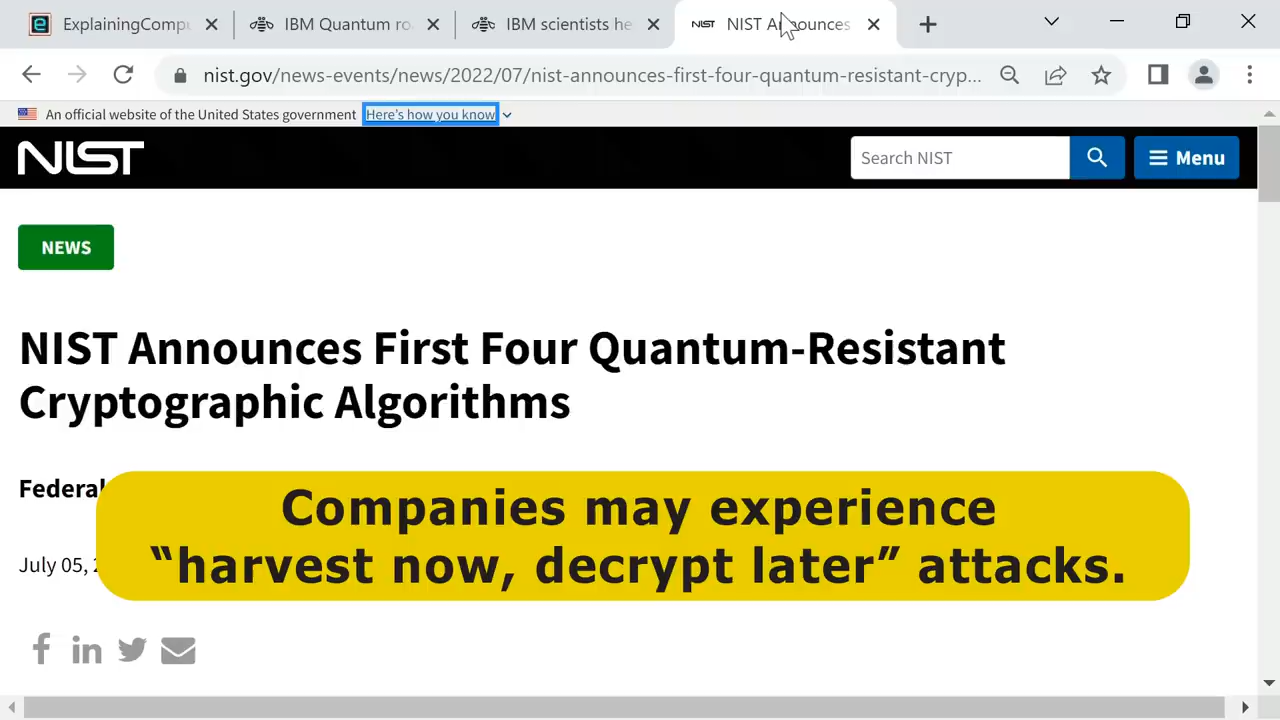 ExplainingCompu
IBM Quantum ro
IBM scientists he
NIST NIST Announces
nist.gov/news-events/news/2022/07/nist-announces-first-four-quantum-resistant-cryp...
An official website of the United States government Here's how you know
NIST
Search NIST
Menu
NEWS
NIST Announces First Four Quantum-Resistant
Cryptographic Algorithms
Federal
Companies may experience
“harvest now, decrypt later” attacks.
July 05, 2